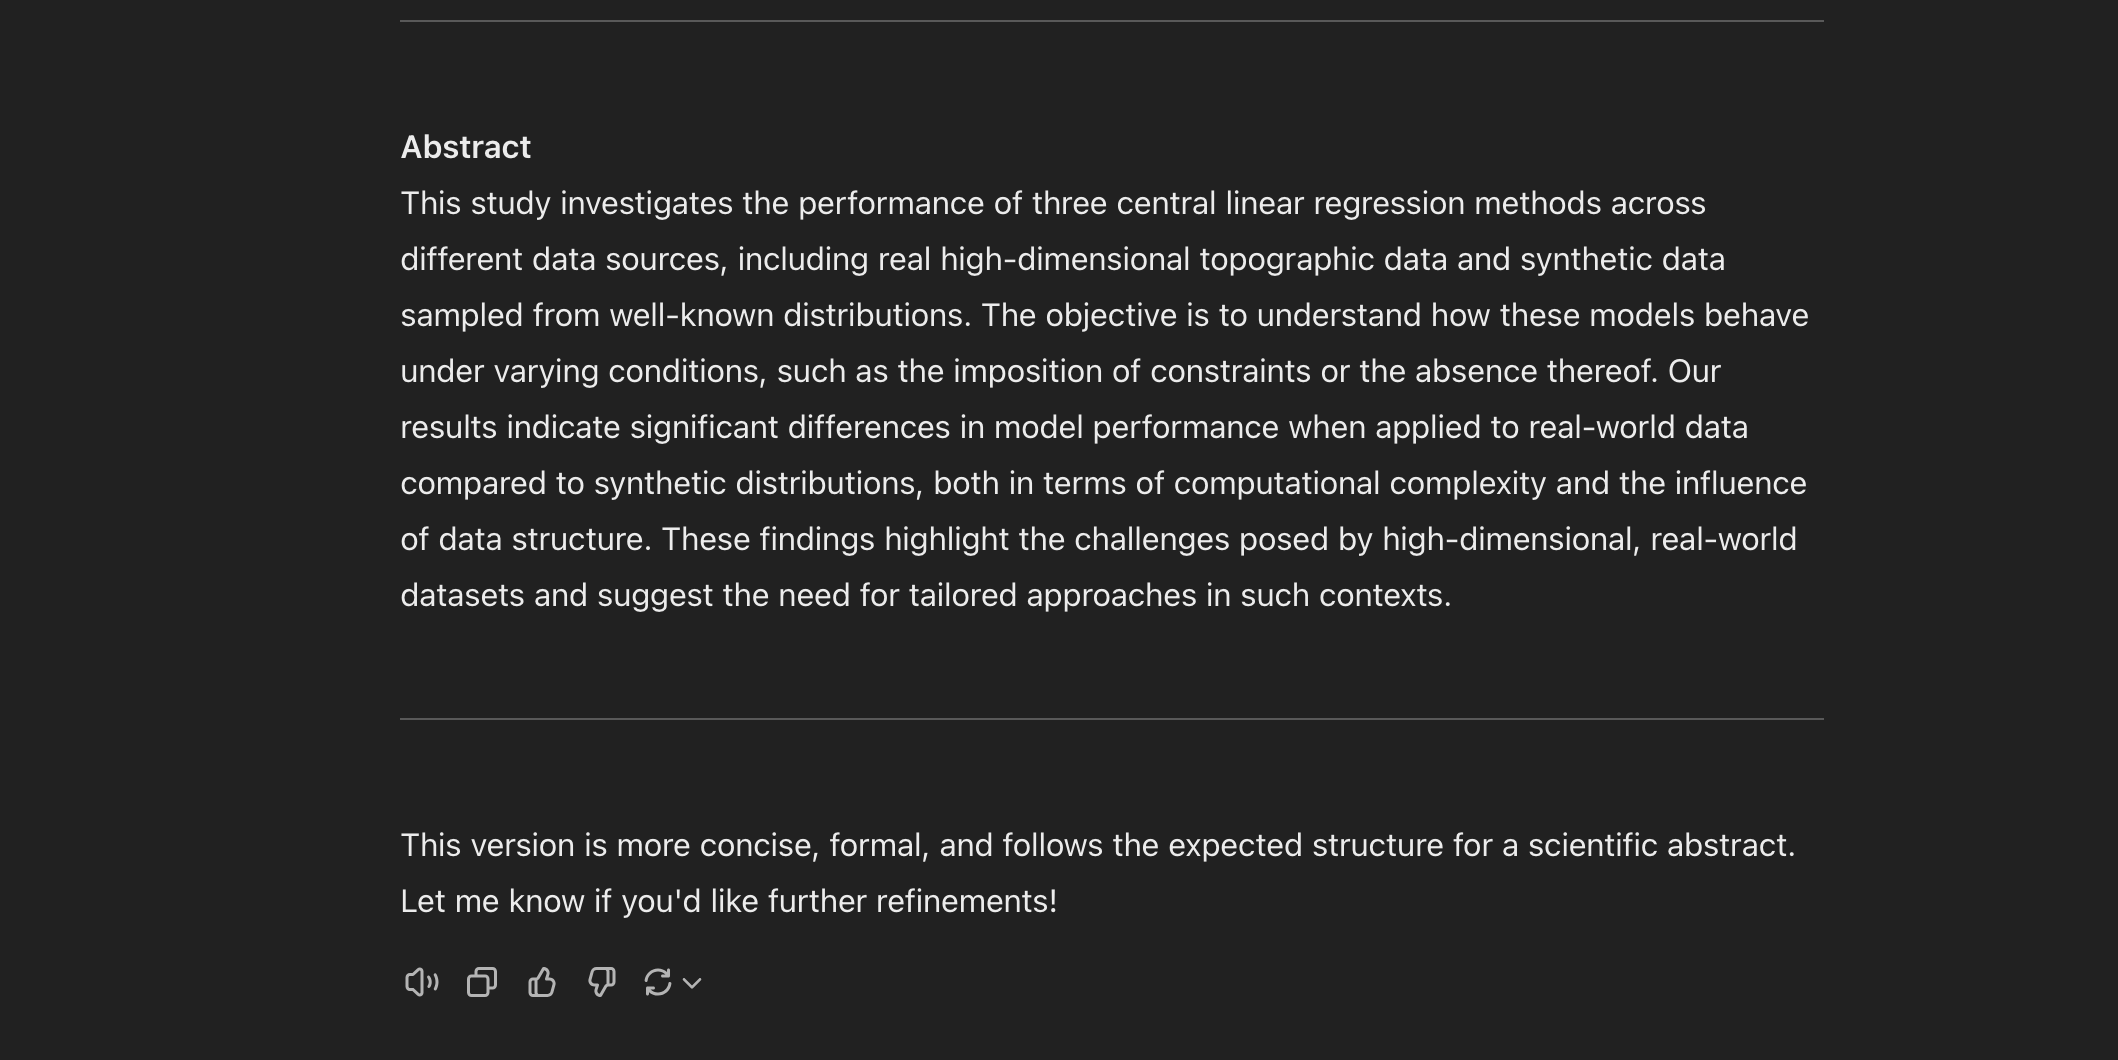 Abstract
This study investigates the performance of three central linear regression methods across
different data sources, including real high-dimensional topographic data and synthetic data
sampled from well-known distributions. The objective is to understand how these models behave
under varying conditions, such as the imposition of constraints or the absence thereof. Our
results indicate significant differences in model performance when applied to real-world data
compared to synthetic distributions, both in terms of computational complexity and the influence
of data structure. These findings highlight the challenges posed by high-dimensional, real-world
datasets and suggest the need for tailored approaches in such contexts.
This version is more concise, formal, and follows the expected structure for a scientific abstract.
Let me know if you'd like further refinements!